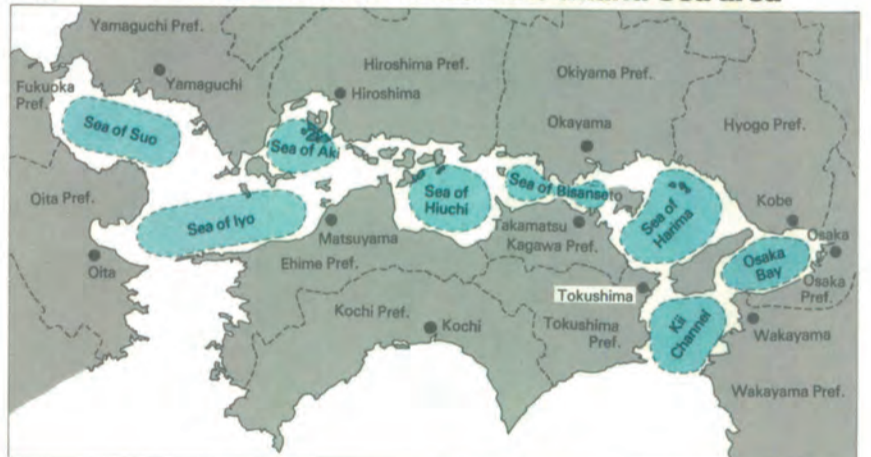 Sea area
Yamaguchi Pref.
Fukuoka
Pref.
Yamaguchi
Hiroshima Pref.
Hiroshima
Okiyama Pref.
Okayama
Hyogo Pref.
Sea of Suo
Sea of Aki
Oita Pref.
Sea of Iyo
Sea of
Hiuchi
Sea of Bisanseto
Sea of
Harima
Kobe
Osaka
Oita
Matsuyama
Takamatsu
Kagawa Pref.
Osaka
Bay
Osaka
Pref.
Ehime Pref.
Tokushima
Kochi Pref.
Kochi
Tokushima
Pref.
Kii
Channel
Wakayama
Wakayama Pref.